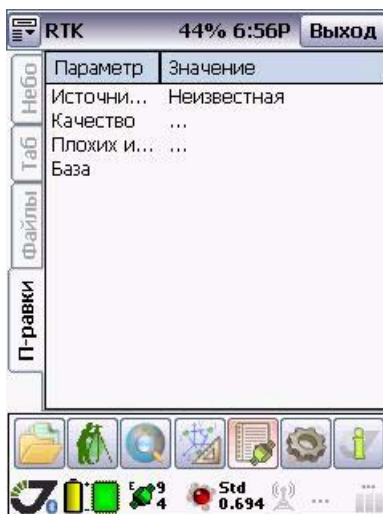 RTK 44% 6:56P Выход
Небо
Таб
Файлы
П-равки
Параметр Значение
Источни... Неизвестная
Качество ...
Плохих и... ...
База
E 9 4
Std 0.694
...